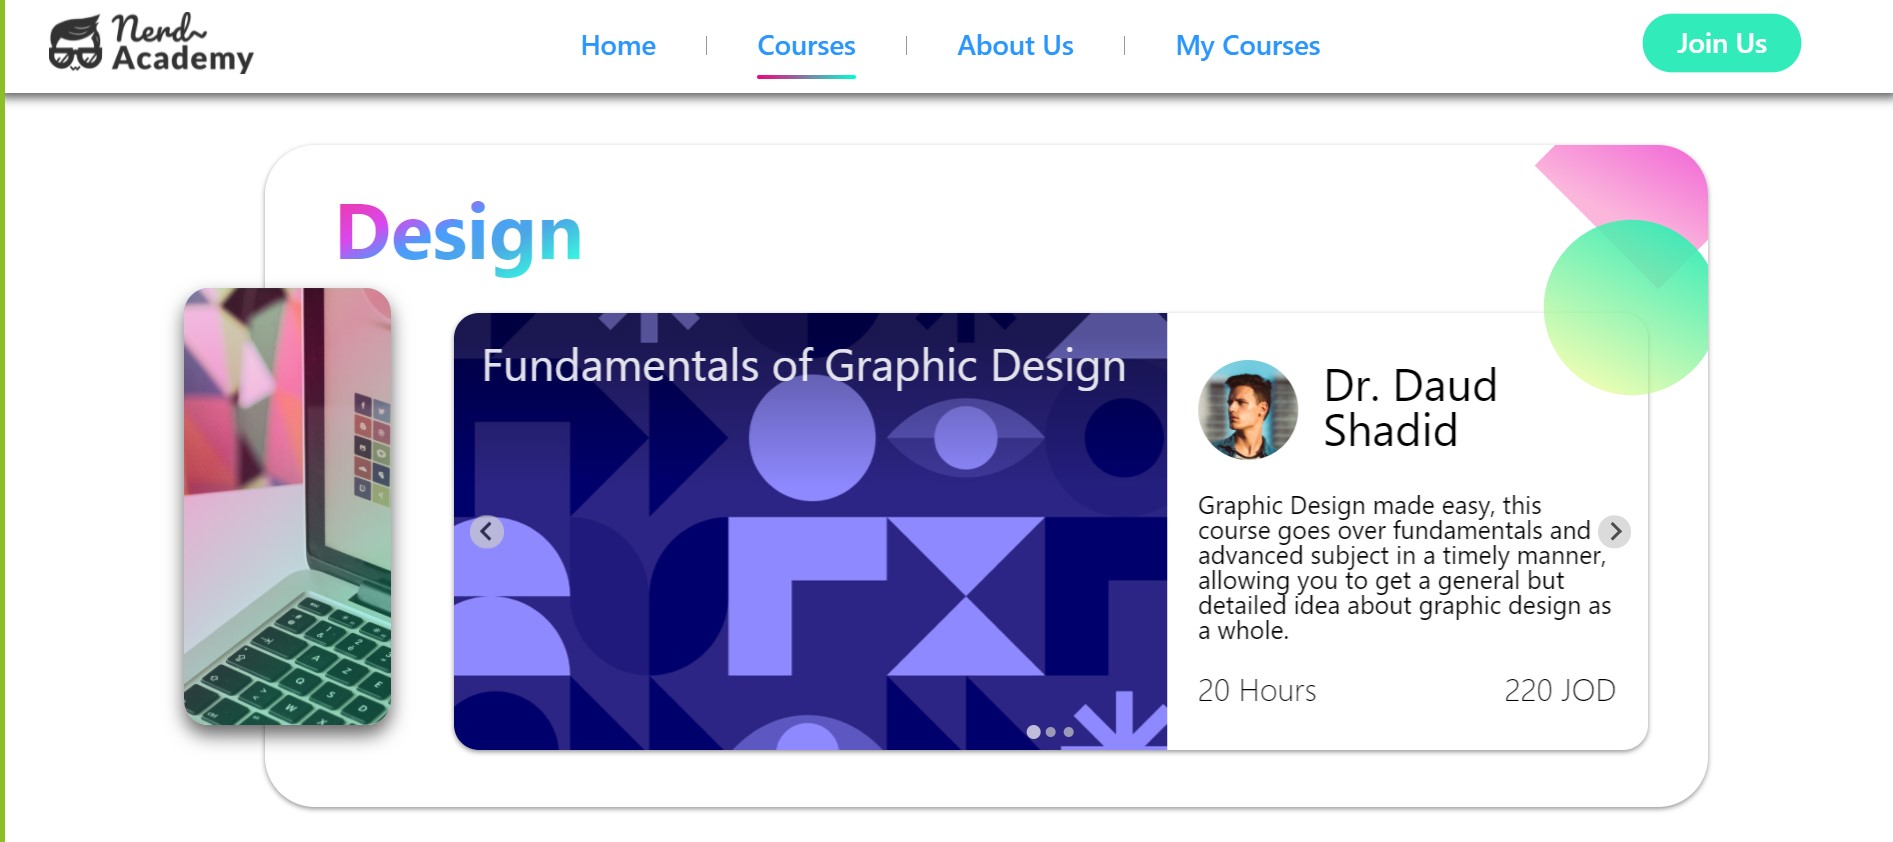 Nerd~
Academy
Home
Courses
About Us
My Courses
Join Us
Design
Fundamentals of Graphic Design
Dr. Daud
Shadid
Graphic Design made easy, this
course goes over fundamentals and
advanced subject in a timely manner,
allowing you to get a general but
detailed idea about graphic design as
a whole.
20 Hours
220 JOD